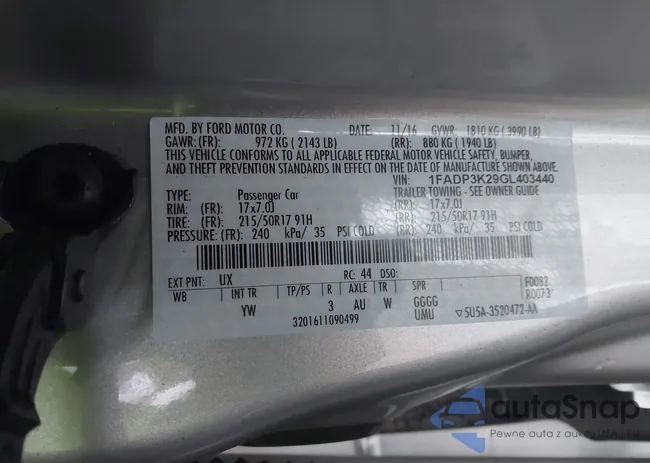 MFD. BY FORD MOTOR CO. DATE: 11/16 GVWR: 1810 KG ( 3990 LB)
GAWR: (FR): 972 KG ( 2143 LB) (RR): 880 KG ( 1940 LB)
THIS VEHICLE CONFORMS TO ALL APPLICABLE FEDERAL MOTOR VEHICLE SAFETY, BUMPER,
AND THEFT PREVENTION STANDARDS IN EFFECT ON THE DATE OF MANUFACTURE SHOWN ABOVE.
VIN: 1FADP3K29GL403440
TYPE: Passenger Car TRAILER TOWING - SEE OWNER GUIDE
RIM: (FR): 17x7.0J (RR): 17x7.0J
TIRE: (FR): 215/50R17 91H (RR): 215/50R17 91H
PRESSURE: (FR): 240 kPa/ 35 PSI COLD (RR): 240 kPa/ 35 PSI COLD
EXT PNT: UX RC: 44 DSO: F0082
WB INT TR TP/PS R AXLE TR SPR R0073
YW 3 AU W GGGG
UMU ▽5U5A-3520472-AA
3201611090499
autaSnap
Pewne auta z aukcji USA